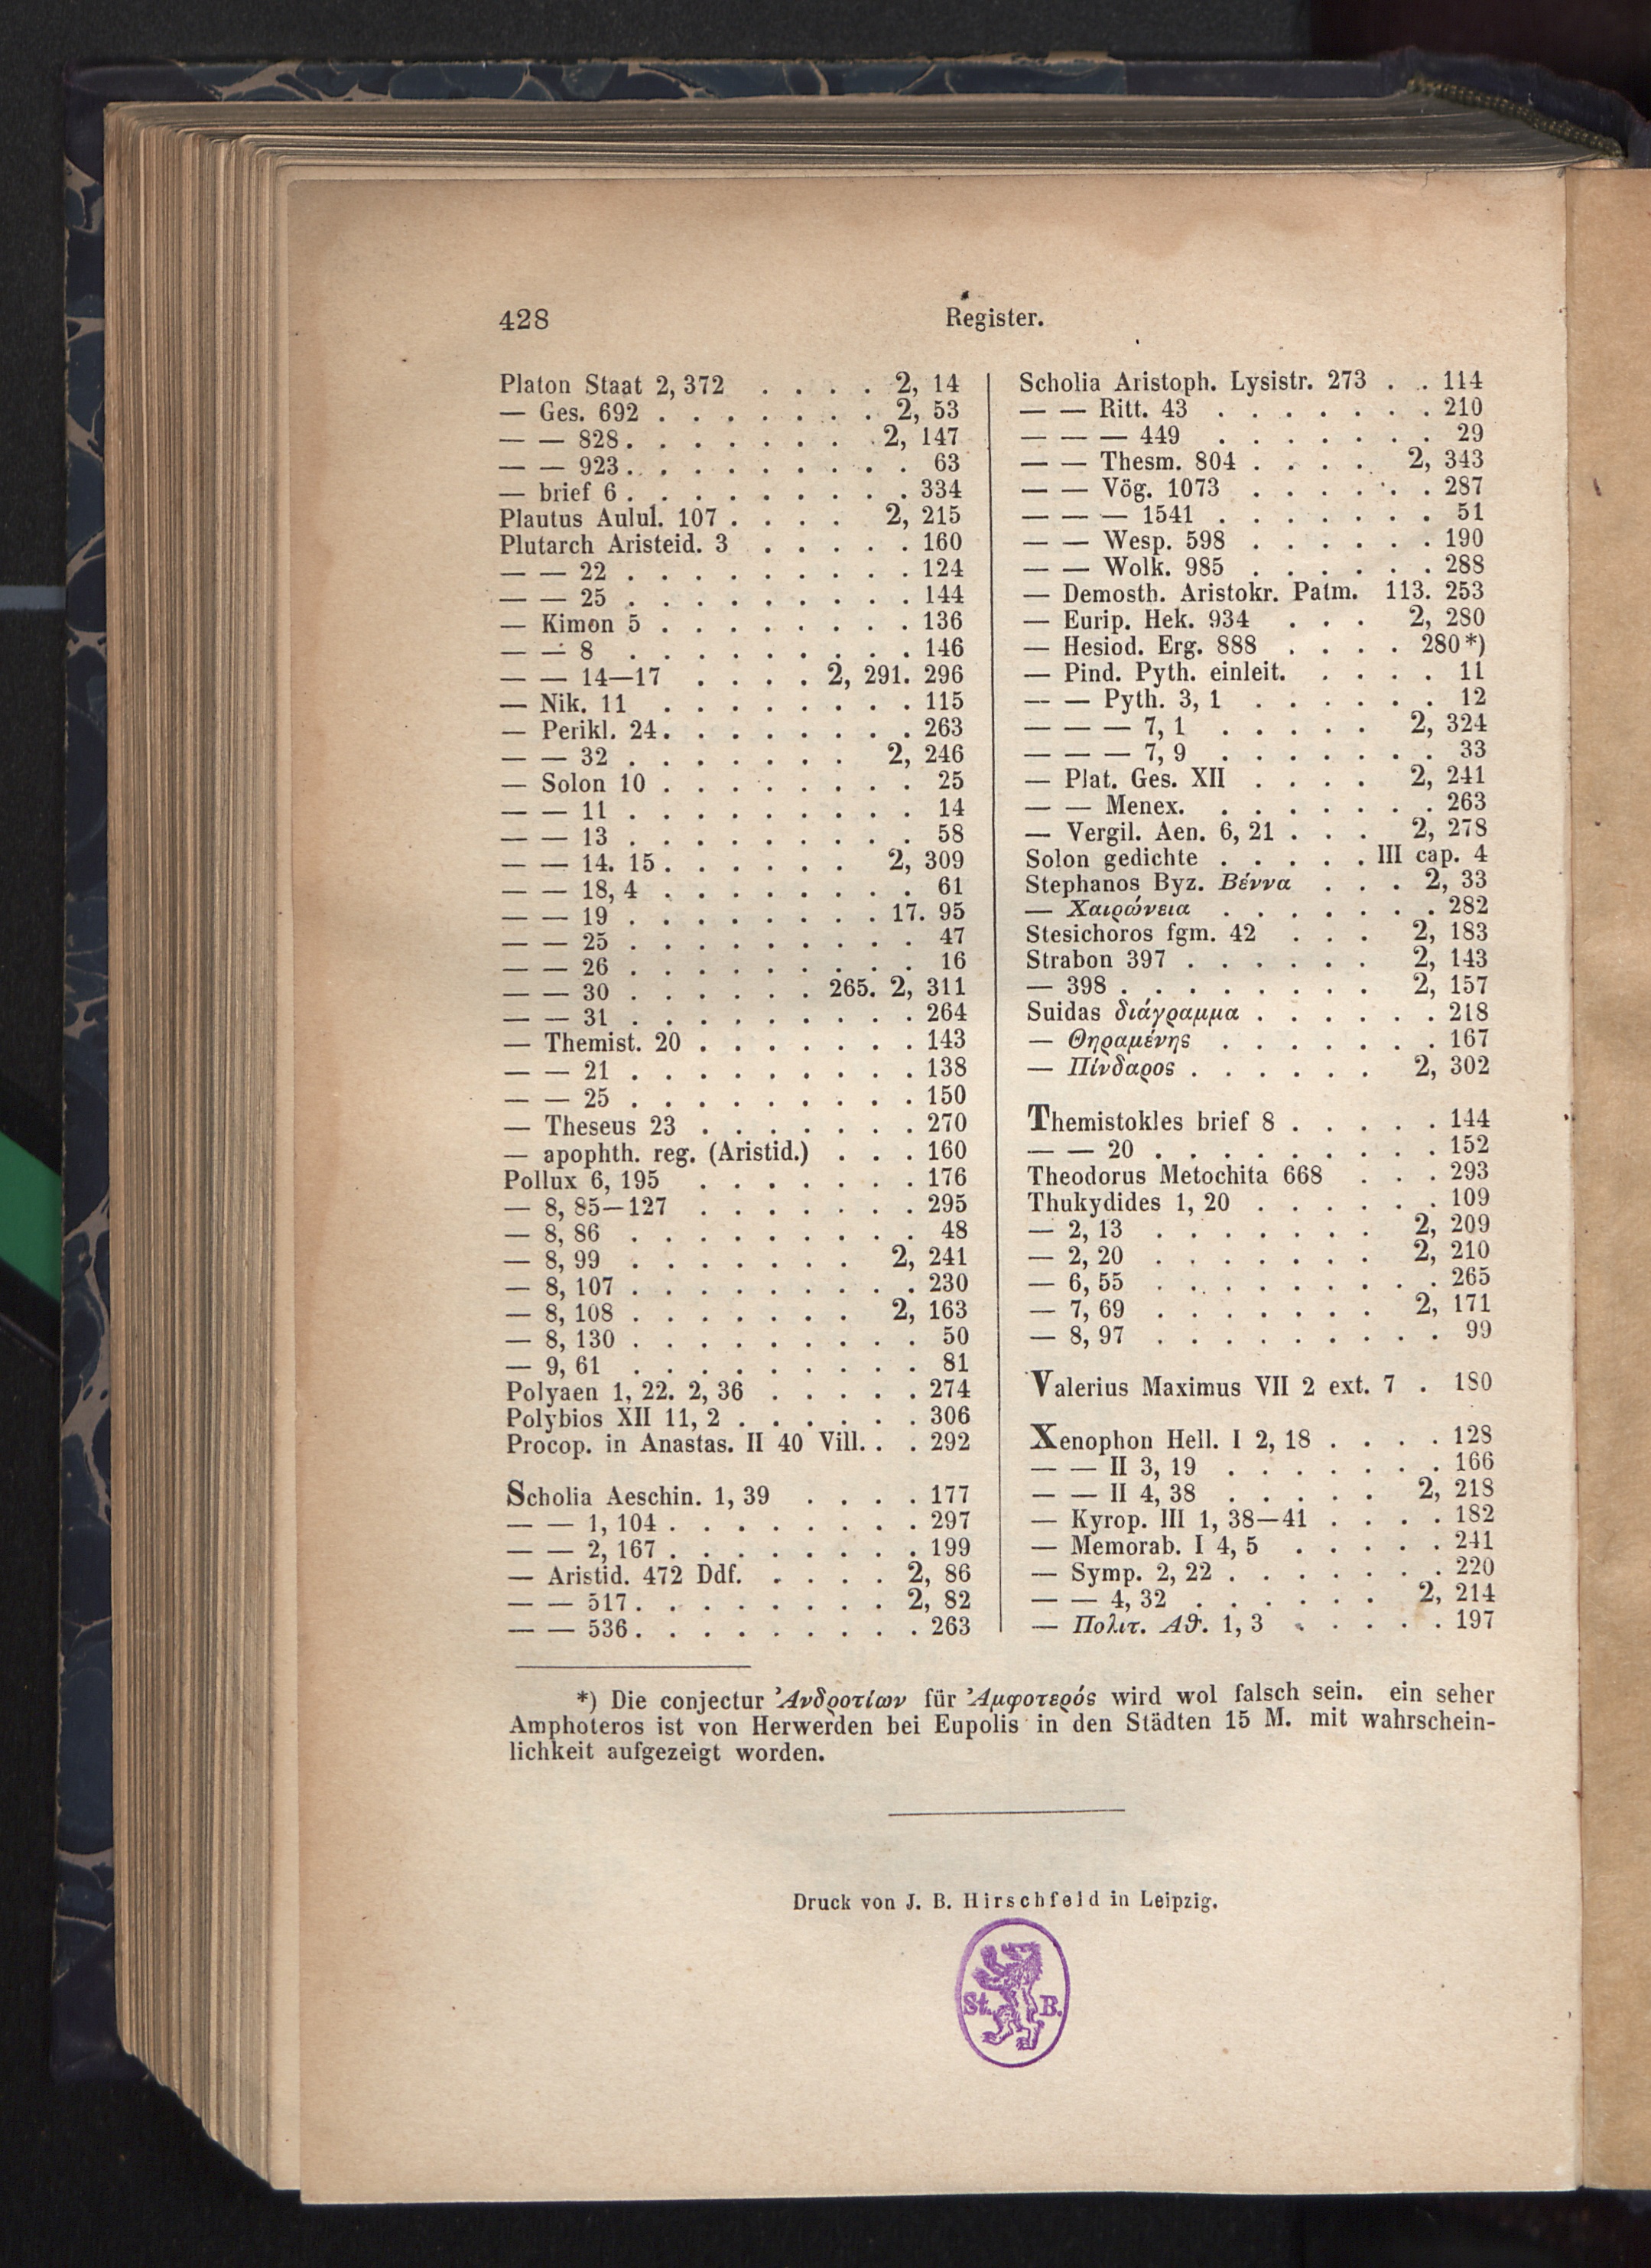 428
Register.
Platon Staat 2, 372 . . . . 2, 14
— Ges. 692 . . . . . . . 2, 53
— — 828 . . . . . . . . 2, 147
— — 923 . . . . . . . . . . 63
— brief 6 . . . . . . . . . . 334
Plautus Aulul. 107 . . . . 2, 215
Plutarch Aristeid. 3 . . . . . 160
— — 22 . . . . . . . . . . 124
— — 25 . . . . . . . . . . 144
— Kimon 5 . . . . . . . . . 136
— — 8 . . . . . . . . . . 146
— — 14—17 . . . . 2, 291. 296
— Nik. 11 . . . . . . . . . 115
— Perikl. 24 . . . . . . . . 263
— — 32 . . . . . . . 2, 246
— Solon 10 . . . . . . . . . 25
— — 11 . . . . . . . . . . 14
— — 13 . . . . . . . . . . 58
— — 14. 15 . . . . . . . 2, 309
— — 18, 4 . . . . . . . . . 61
— — 19 . . . . . . . . . 17. 95
— — 25 . . . . . . . . . . 47
— — 26 . . . . . . . . . . 16
— — 30 . . . . . . . 265. 2, 311
— — 31 . . . . . . . . . . 264
— Themist. 20 . . . . . . . . 143
— — 21 . . . . . . . . . . 138
— — 25 . . . . . . . . . . 150
— Theseus 23 . . . . . . . . 270
— apophth. reg. (Aristid.) . . . 160
Pollux 6, 195 . . . . . . . . 176
— 8, 85—127 . . . . . . . . 295
— 8, 86 . . . . . . . . . . 48
— 8, 99 . . . . . . . . 2, 241
— 8, 107 . . . . . . . . . . 230
— 8, 108 . . . . . . . . 2, 163
— 8, 130 . . . . . . . . . . 50
— 9, 61 . . . . . . . . . . 81
Polyaen 1, 22. 2, 36 . . . . . 274
Polybios XII 11, 2 . . . . . . 306
Procop. in Anastas. II 40 Vill. . . 292
Scholia Aeschin. 1, 39 . . . . 177
— — 1, 104 . . . . . . . . . 297
— — 2, 167 . . . . . . . . . 199
— Aristid. 472 Ddf. . . . . . 2, 86
— — 517 . . . . . . . . . 2, 82
— — 536 . . . . . . . . . . 263
Scholia Aristoph. Lysistr. 273 . . 114
— — Ritt. 43 . . . . . . . . 210
— — — 449 . . . . . . . . 29
— — Thesm. 804 . . . . 2, 343
— — Vög. 1073 . . . . . . . 287
— — — 1541 . . . . . . . . 51
— — Wesp. 598 . . . . . . . 190
— — Wolk. 985 . . . . . . . 288
— Demosth. Aristokr. Patm. 113. 253
— Eurip. Hek. 934 . . . 2, 280
— Hesiod. Erg. 888 . . . . 280*)
— Pind. Pyth. einleit. . . . . . 11
— — Pyth. 3, 1 . . . . . . . 12
— — — 7, 1 . . . . . 2, 324
— — — 7, 9 . . . . . . . . 33
— Plat. Ges. XII . . . . 2, 241
— — Menex. . . . . . . . . 263
— Vergil. Aen. 6, 21 . . . 2, 278
Solon gedichte . . . . . III cap. 4
Stephanos Byz. Βέννα . . . 2, 33
— Χαιρώνεια . . . . . . . . 282
Stesichoros fgm. 42 . . . 2, 183
Strabon 397 . . . . . . 2, 143
— 398 . . . . . . . . . 2, 157
Suidas διάγραμμα . . . . . . 218
— Θηραμένης . . . . . . . . 167
— Πίνδαρος . . . . . . 2, 302
Themistokles brief 8 . . . . . 144
— — 20 . . . . . . . . . . 152
Theodorus Metochita 668 . . . 293
Thukydides 1, 20 . . . . . . 109
— 2, 13 . . . . . . . 2, 209
— 2, 20 . . . . . . . 2, 210
— 6, 55 . . . . . . . . . . 265
— 7, 69 . . . . . . . 2, 171
— 8, 97 . . . . . . . . . . 99
Valerius Maximus VII 2 ext. 7 . 180
Xenophon Hell. I 2, 18 . . . . 128
— — II 3, 19 . . . . . . . . 166
— — II 4, 38 . . . . . 2, 218
— Kyrop. III 1, 38—41 . . . . 182
— Memorab. I 4, 5 . . . . . 241
— Symp. 2, 22 . . . . . . . 220
— — 4, 32 . . . . . . 2, 214
— Πολιτ. Αϑ. 1, 3 . . . . . 197
*) Die conjectur Ἀνδροτίων für Ἀμφοτερός wird wol falsch sein. ein seher
Amphoteros ist von Herwerden bei Eupolis in den Städten 15 M. mit wahrschein-
lichkeit aufgezeigt worden.
Druck von J. B. Hirschfeld in Leipzig.
St. B.